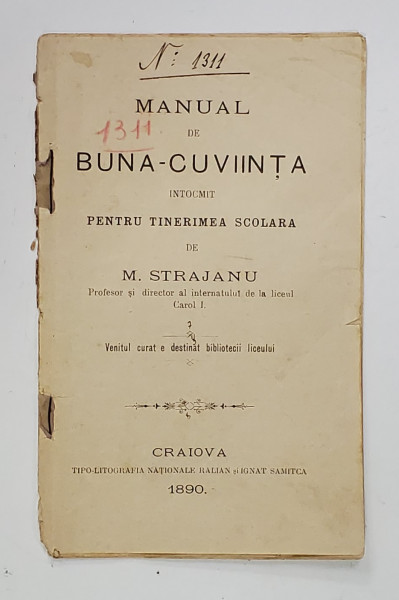 N: 1311
MANUAL
DE
1311
BUNA-CUVIINȚA
INTOCMIT
PENTRU TINERIMEA SCOLARA
DE
M. STRAJANU
Profesor și director al internatului de la liceul
Carol I.
Venitul curat e destinat bibliotecii liceului
CRAIOVA
TIPO-LITOGRAFIA NAȚIONALE RALIAN și IGNAT SAMITCA
1890.